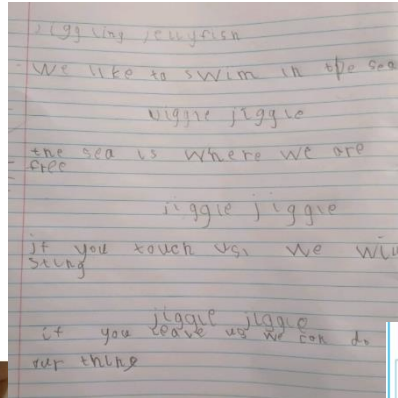 jiggling jellyfish
We like to swim in the sea
wiggle jiggle
the sea is where we are
free
jiggle jiggle
if you touch us, we will
sting
jiggle jiggle
if you leave us we can do
our thing